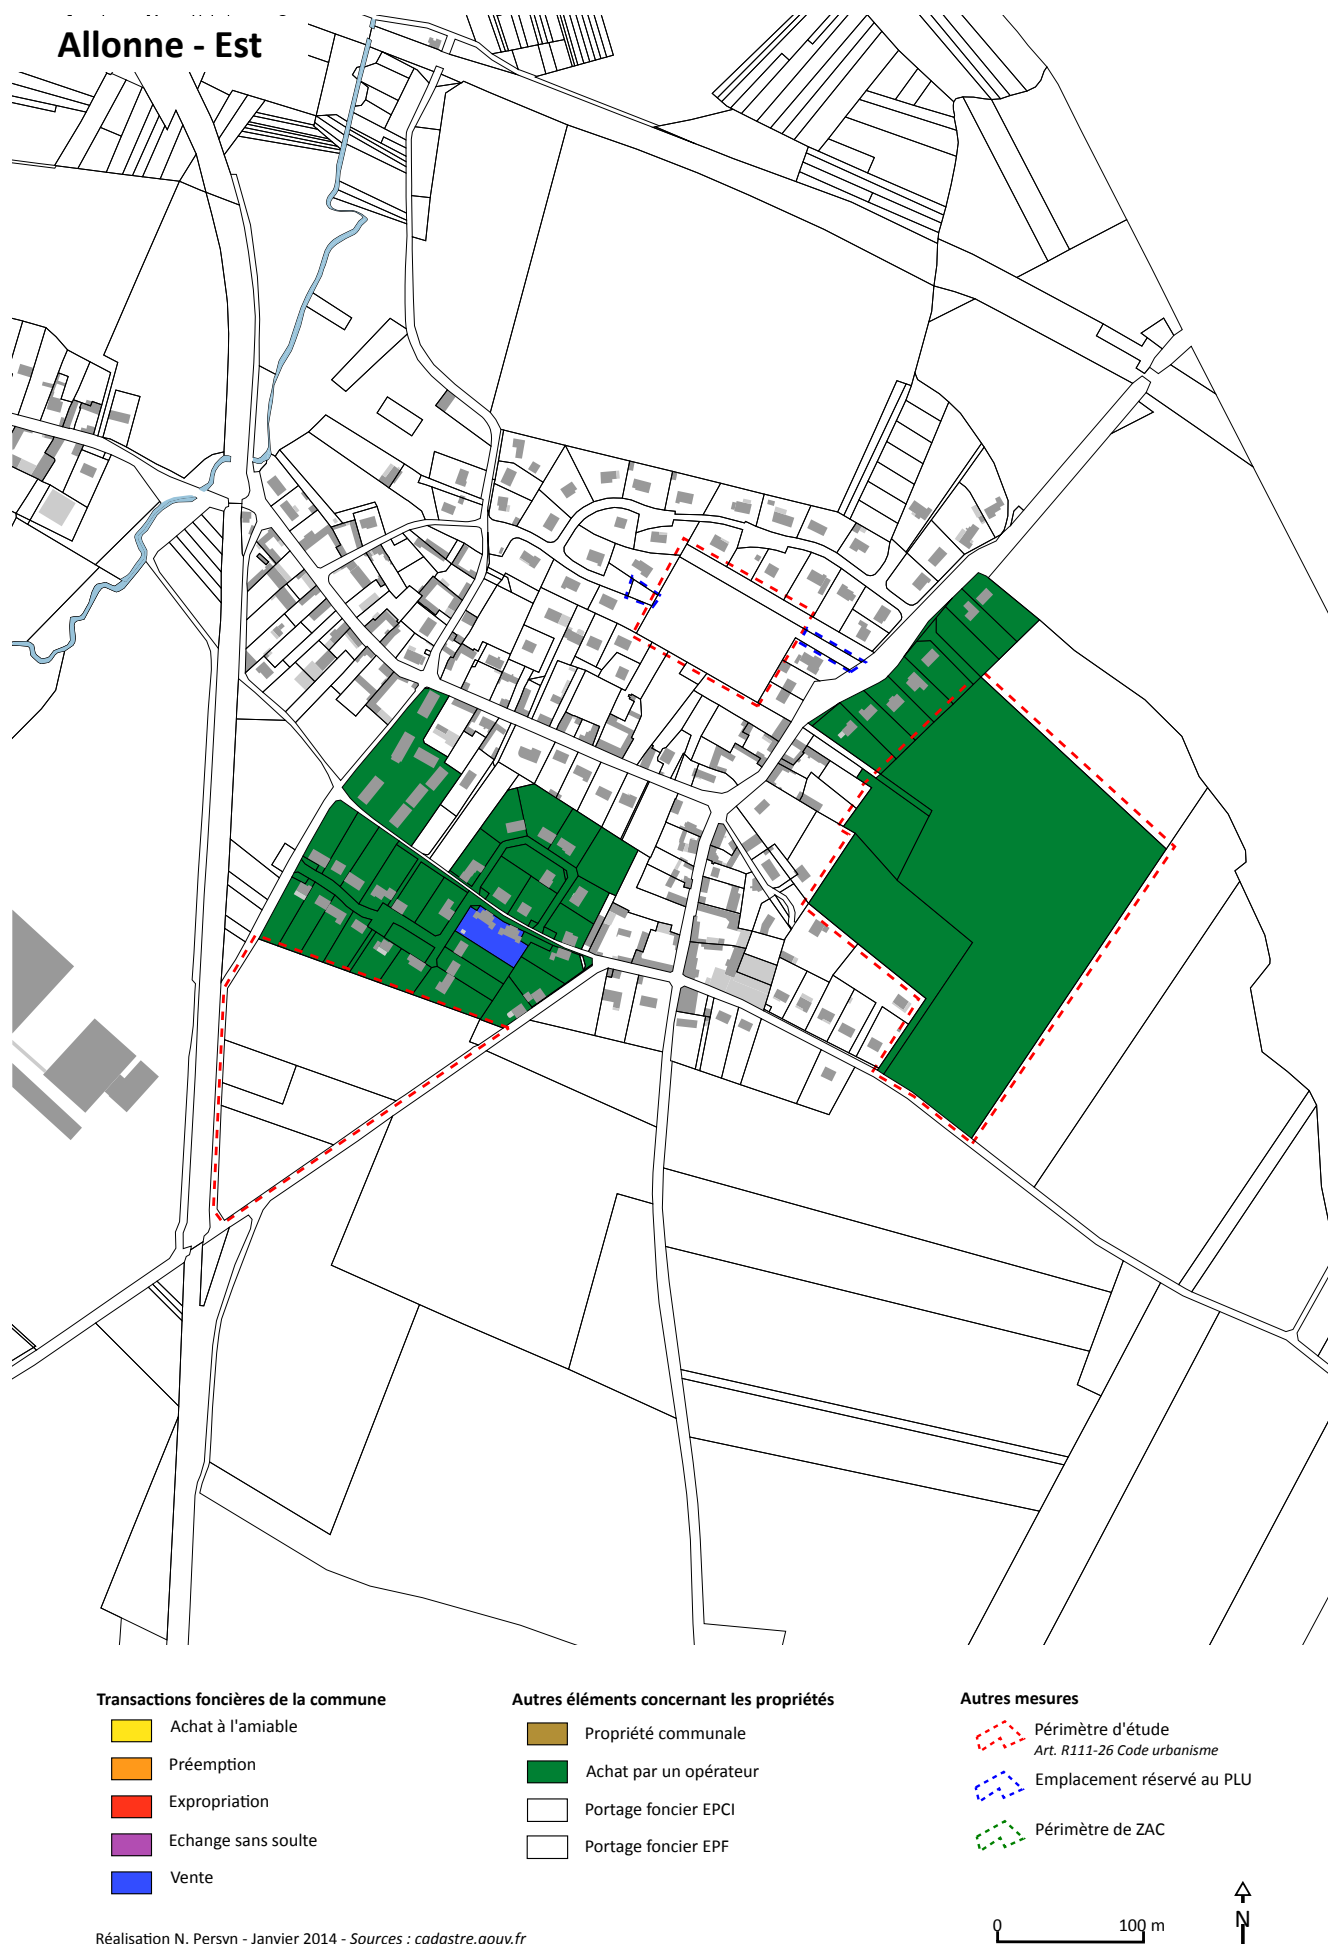 Allonne - Est
Transactions foncières de la commune
Achat à l'amiable
Préemption
Expropriation
Echange sans soulte
Vente
Autres éléments concernant les propriétés
Propriété communale
Achat par un opérateur
Portage foncier EPCI
Portage foncier EPF
Autres mesures
Périmètre d'étude
Art. R111-26 Code urbanisme
Emplacement réservé au PLU
Périmètre de ZAC
0 100 m
N
Réalisation N. Persyn - Janvier 2014 - Sources : cadastre.gouv.fr